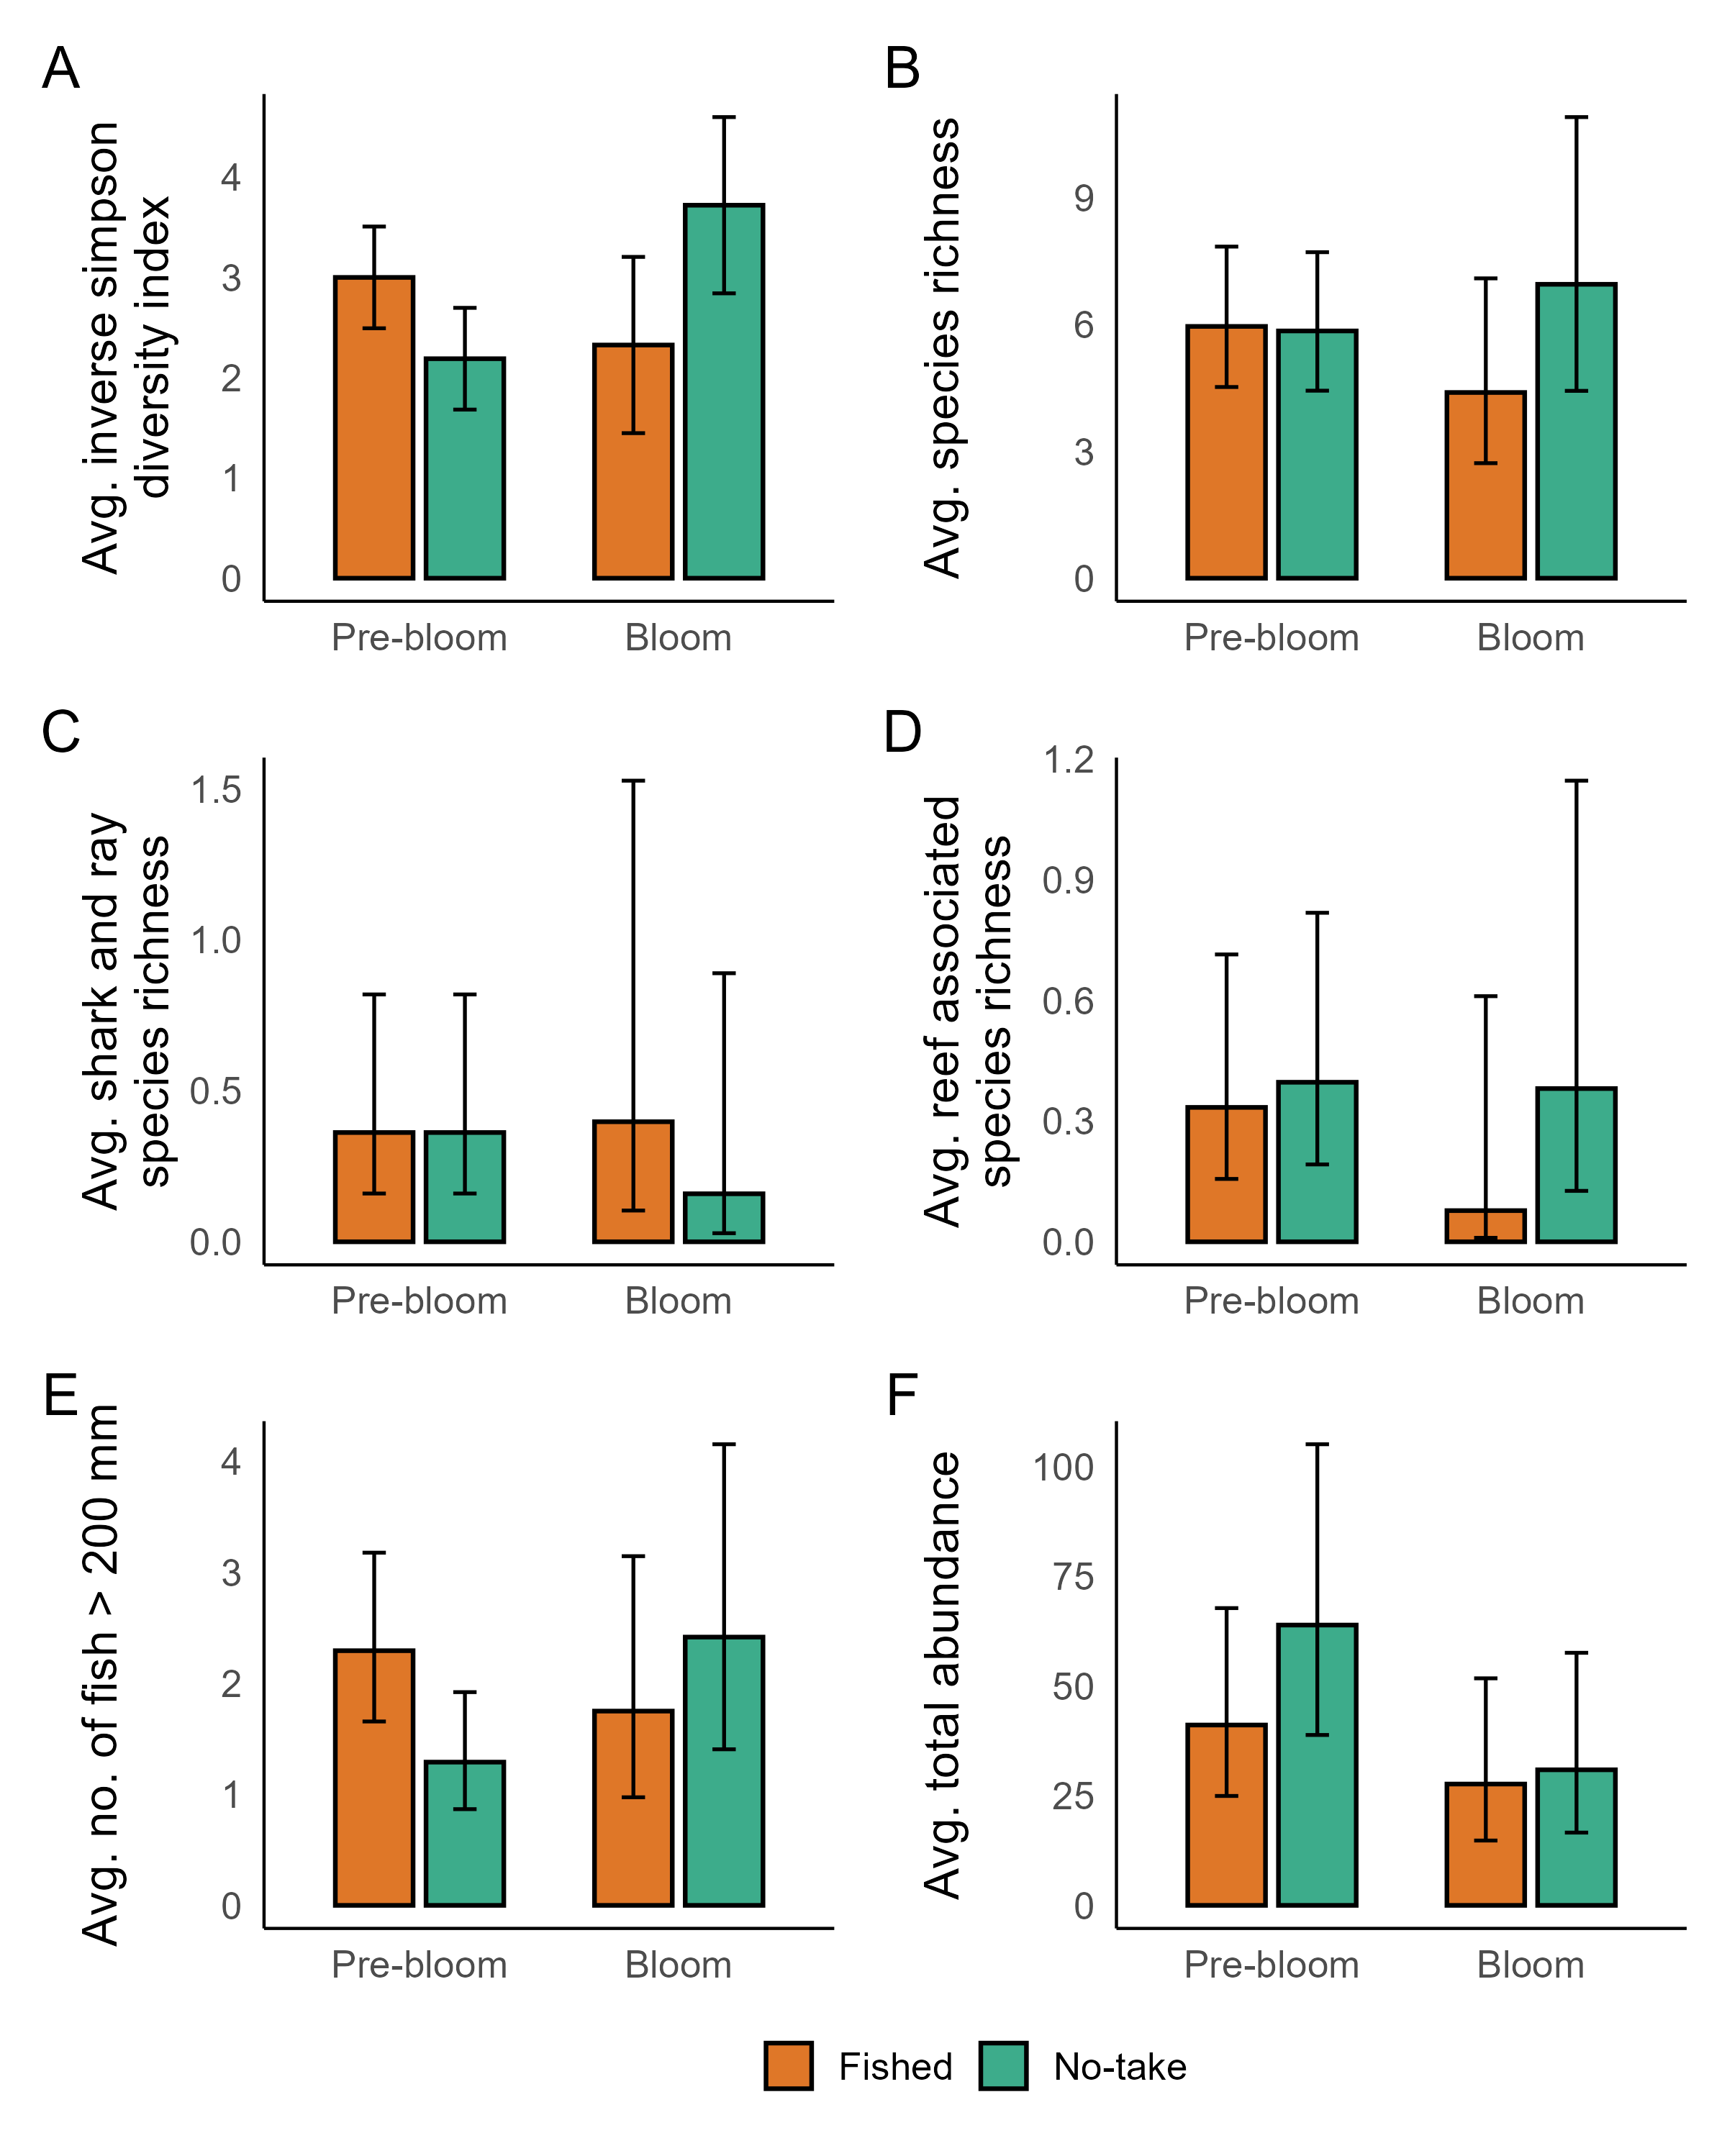 A
Avg. inverse simpson
diversity index
4
3
2
1
0
Pre-bloom
Bloom
B
Avg. species richness
9
6
3
0
Pre-bloom
Bloom
C
Avg. shark and ray
species richness
1.5
1.0
0.5
0.0
Pre-bloom
Bloom
D
Avg. reef associated
species richness
1.2
0.9
0.6
0.3
0.0
Pre-bloom
Bloom
E
Avg. no. of fish > 200 mm
4
3
2
1
0
Pre-bloom
Bloom
F
Avg. total abundance
100
75
50
25
0
Pre-bloom
Bloom
Fished
No-take